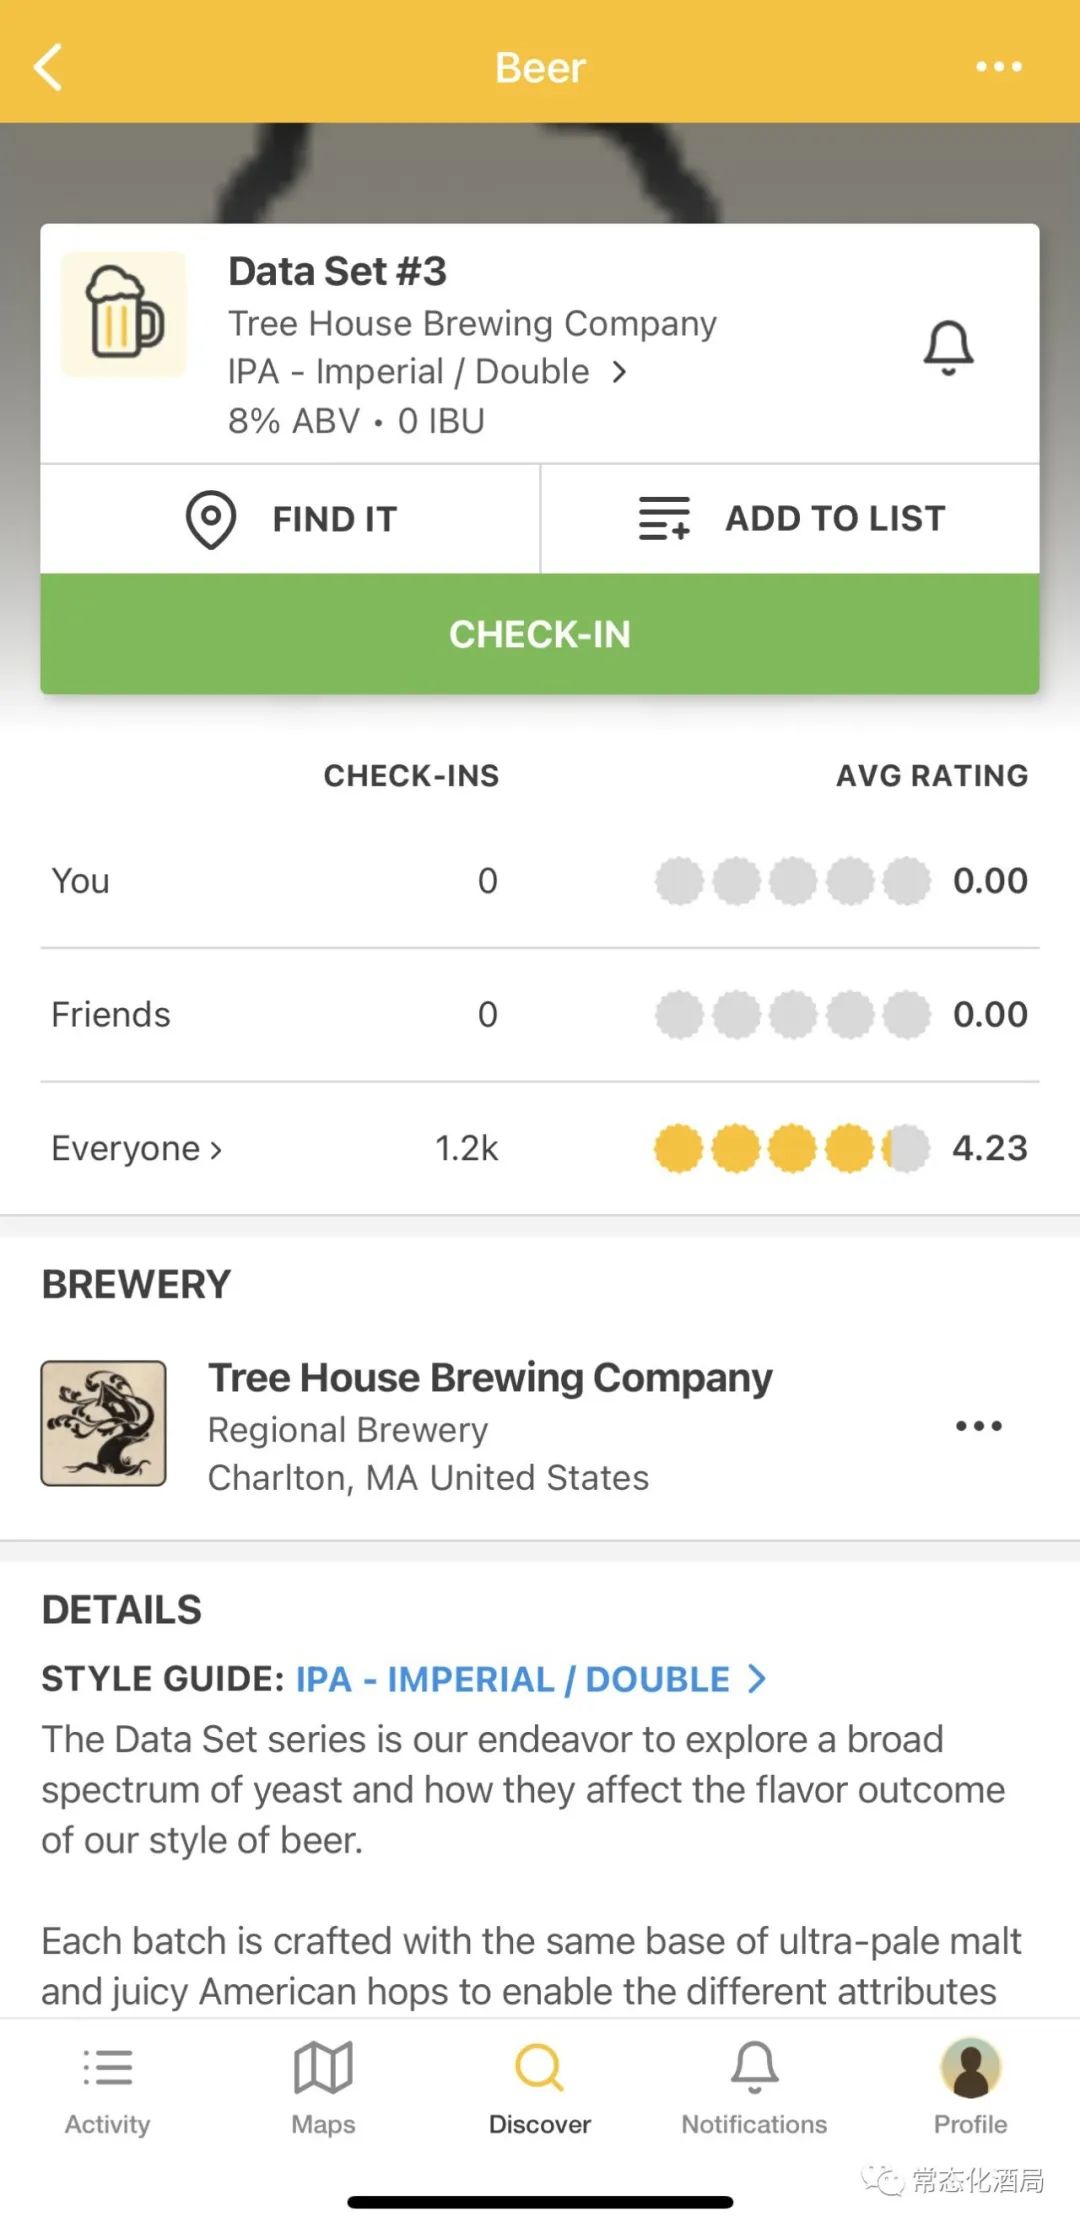 Beer
Data Set #3
Tree House Brewing Company
IPA - Imperial / Double >
8% ABV • 0 IBU
FIND IT
ADD TO LIST
CHECK-IN
CHECK-INS AVG RATING
You 0 0.00
Friends 0 0.00
Everyone > 1.2k 4.23
BREWERY
Tree House Brewing Company
Regional Brewery
Charlton, MA United States
DETAILS
STYLE GUIDE: IPA - IMPERIAL / DOUBLE >
The Data Set series is our endeavor to explore a broad
spectrum of yeast and how they affect the flavor outcome
of our style of beer.
Each batch is crafted with the same base of ultra-pale malt
and juicy American hops to enable the different attributes
Activity Maps Discover Notifications Profile
常态化酒局